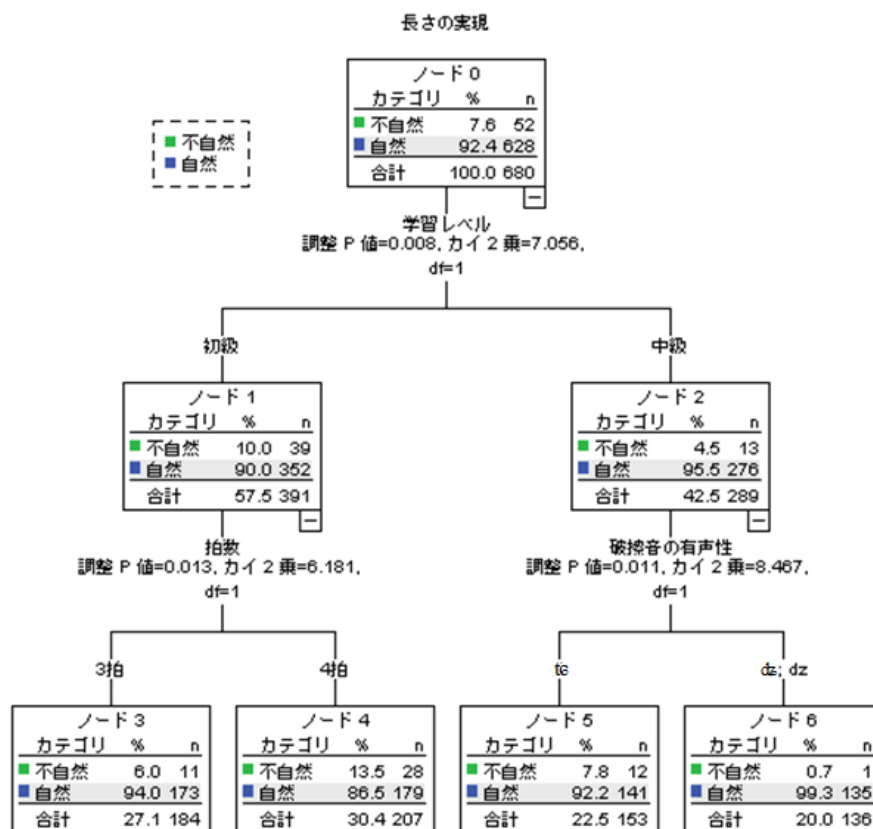 長さの実現
不自然
自然
ノード 0
カテゴリ % n
不自然 7.6 52
自然 92.4 628
合計 100.0 680
学習レベル
調整 P 値=0.008, カイ 2 乗=7.056,
df=1
初級
中級
ノード 1
カテゴリ % n
不自然 10.0 39
自然 90.0 352
合計 57.5 391
ノード 2
カテゴリ % n
不自然 4.5 13
自然 95.5 276
合計 42.5 289
拍数
調整 P 値=0.013, カイ 2 乗=6.181,
df=1
破擦音の有声性
調整 P 値=0.011, カイ 2 乗=8.467,
df=1
3拍
4拍
dz
ノード 3
カテゴリ % n
不自然 6.0 11
自然 94.0 173
合計 27.1 184
ノード 4
カテゴリ % n
不自然 13.5 28
自然 86.5 179
合計 30.4 207
ノード 5
カテゴリ % n
不自然 7.8 12
自然 92.2 141
合計 22.5 153
ノード 6
カテゴリ % n
不自然 0.7 1
自然 99.3 135
合計 20.0 136